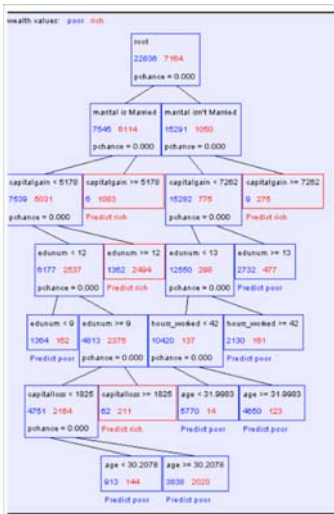 wealth values: poor rich
root
22836 7164
pchance = 0.000
marital is Married marital isn't Married
7545 6114 15291 1050
pchance = 0.000 pchance = 0.000
capitalgain < 5178 capitalgain >= 5178 capitalgain < 7262 capitalgain >= 7262
7539 5031 6 1083 15282 775 9 275
pchance = 0.000 Predict rich pchance = 0.000 Predict rich
edunum < 12 edunum >= 12 edunum < 13 edunum >= 13
6177 2537 1362 2494 12550 298 2732 477
pchance = 0.000 Predict rich pchance = 0.000 Predict poor
edunum < 9 edunum >= 9 hours_worked < 42 hours_worked >= 42
1364 162 4813 2375 10420 137 2130 161
Predict poor pchance = 0.000 pchance = 0.000 Predict poor
capitalloss < 1825 capitalloss >= 1825 age < 31.9983 age >= 31.9983
4751 2164 62 211 5770 14 4650 123
pchance = 0.000 Predict rich Predict poor Predict poor
age < 30.2078 age >= 30.2078
913 144 3838 2020
Predict poor Predict poor